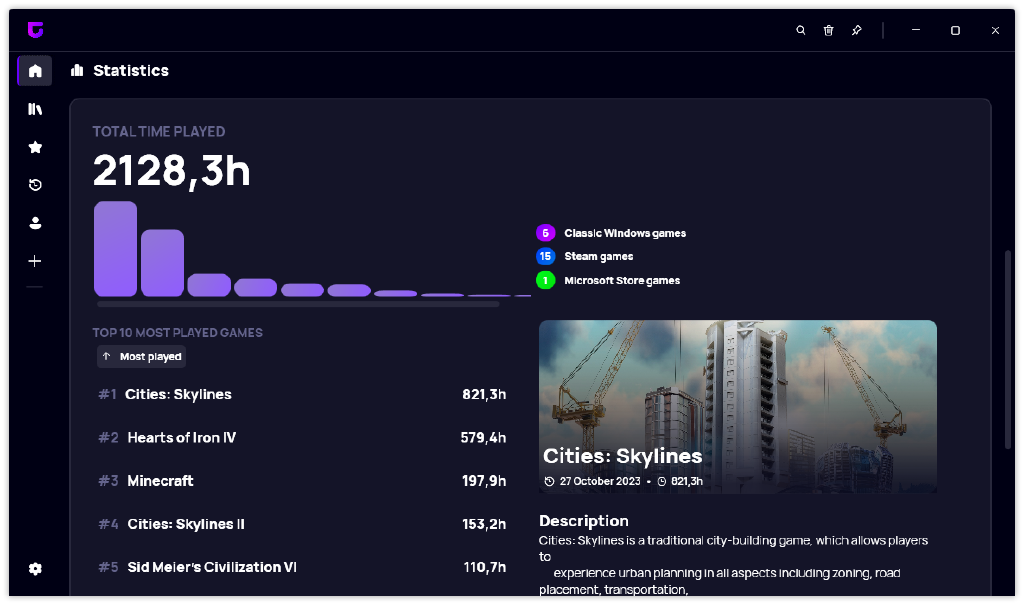 Statistics
TOTAL TIME PLAYED
2128,3h
6 Classic Windows games
15 Steam games
1 Microsoft Store games
TOP 10 MOST PLAYED GAMES
Most played
#1 Cities: Skylines 821,3h
#2 Hearts of Iron IV 579,4h
#3 Minecraft 197,9h
#4 Cities: Skylines II 153,2h
#5 Sid Meier's Civilization VI 110,7h
Cities: Skylines
27 October 2023 • 821,3h
Description
Cities: Skylines is a traditional city-building game, which allows players
to
experience urban planning in all aspects including zoning, road
placement, transportation,